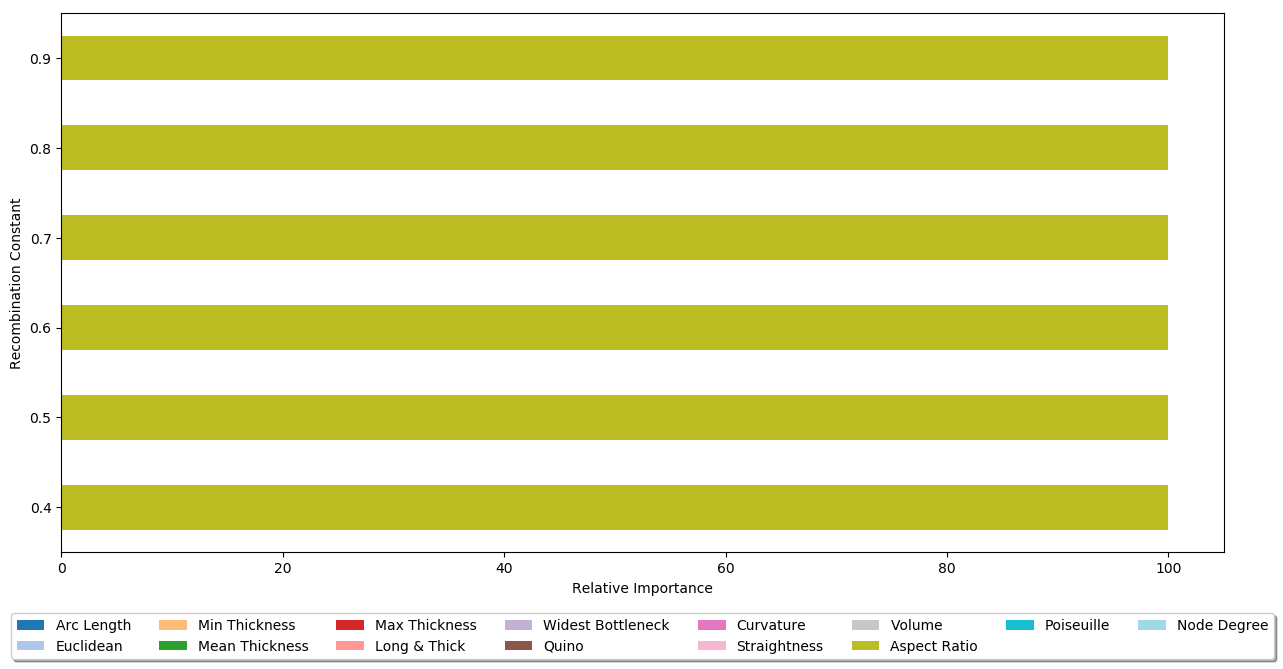 0.9
0.8
0.7
0.6
0.5
0.4
Recombination Constant
0 20 40 60 80 100
Relative Importance
Arc Length Min Thickness Max Thickness Widest Bottleneck Curvature Volume Poiseuille Node Degree
Euclidean Mean Thickness Long & Thick Quino Straightness Aspect Ratio